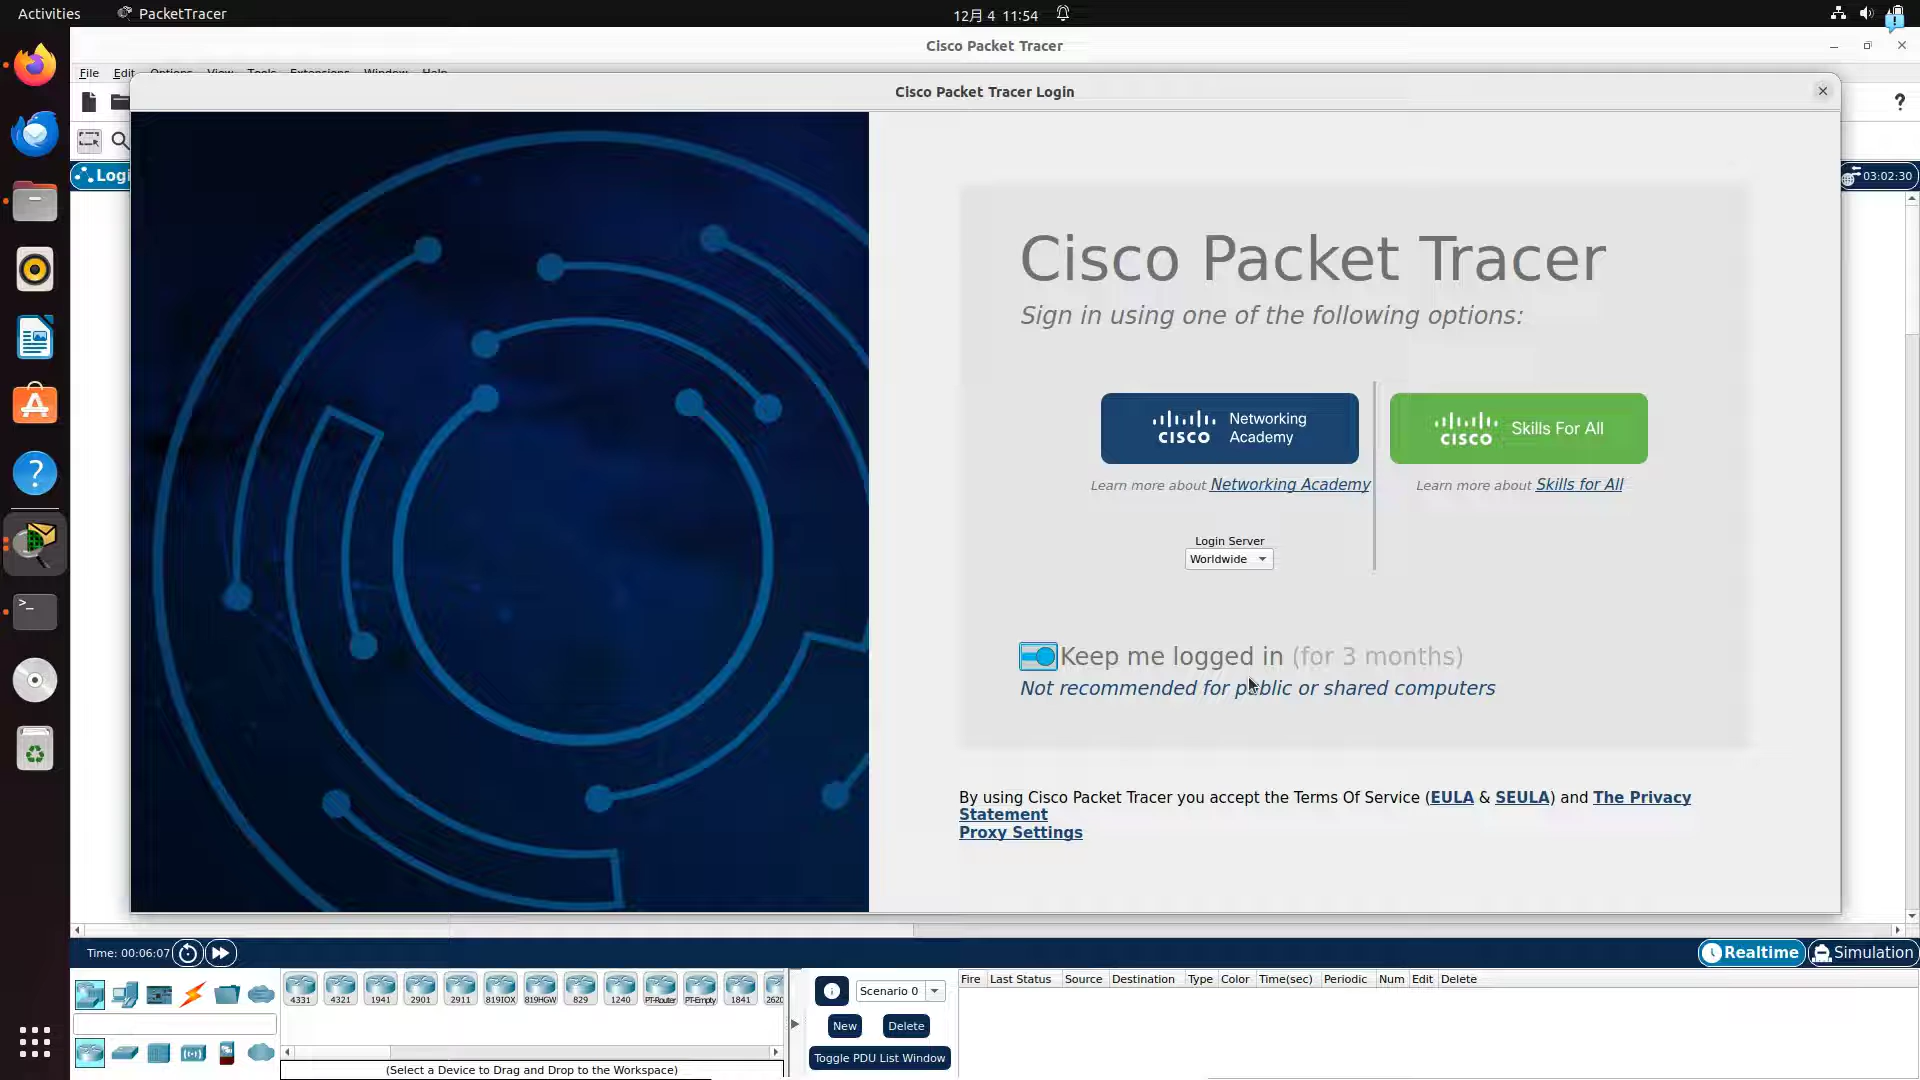 Activities
PacketTracer
12月 4 11:54
Cisco Packet Tracer
File Edit Options View Tools Extensions Window Help
Cisco Packet Tracer Login
?
Logi
03:02:30
Cisco Packet Tracer
Sign in using one of the following options:
CISCO Networking Academy
CISCO Skills For All
Learn more about Networking Academy
Learn more about Skills for All
Login Server
Worldwide
Keep me logged in (for 3 months)
Not recommended for public or shared computers
By using Cisco Packet Tracer you accept the Terms Of Service (EULA & SEULA) and The Privacy
Statement
Proxy Settings
Time: 00:06:07
Realtime
Simulation
4331 4321 1941 2901 2911 819IOX 819HGW 829 1240 PT-Router PT-Empty 1841 2620
Scenario 0
New
Delete
Toggle PDU List Window
Fire Last Status Source Destination Type Color Time(sec) Periodic Num Edit Delete
(Select a Device to Drag and Drop to the Workspace)